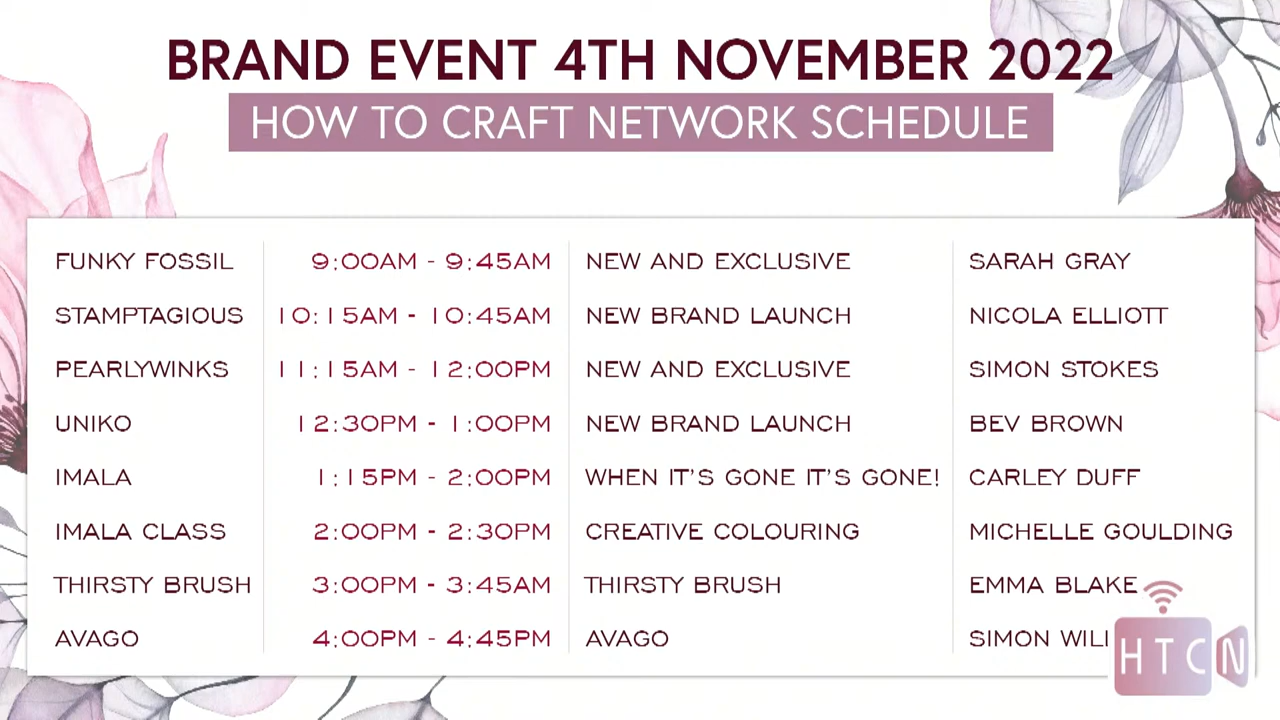 BRAND EVENT 4TH NOVEMBER 2022
HOW TO CRAFT NETWORK SCHEDULE
FUNKY FOSSIL 9:00AM - 9:45AM NEW AND EXCLUSIVE SARAH GRAY
STAMPTAGIOUS 10:15AM - 10:45AM NEW BRAND LAUNCH NICOLA ELLIOTT
PEARLYWINKS 11:15AM - 12:00PM NEW AND EXCLUSIVE SIMON STOKES
UNIKO 12:30PM - 1:00PM NEW BRAND LAUNCH BEV BROWN
IMALA 1:15PM - 2:00PM WHEN IT'S GONE IT'S GONE! CARLEY DUFF
IMALA CLASS 2:00PM - 2:30PM CREATIVE COLOURING MICHELLE GOULDING
THIRSTY BRUSH 3:00PM - 3:45AM THIRSTY BRUSH EMMA BLAKE
AVAGO 4:00PM - 4:45PM AVAGO SIMON
HTCN